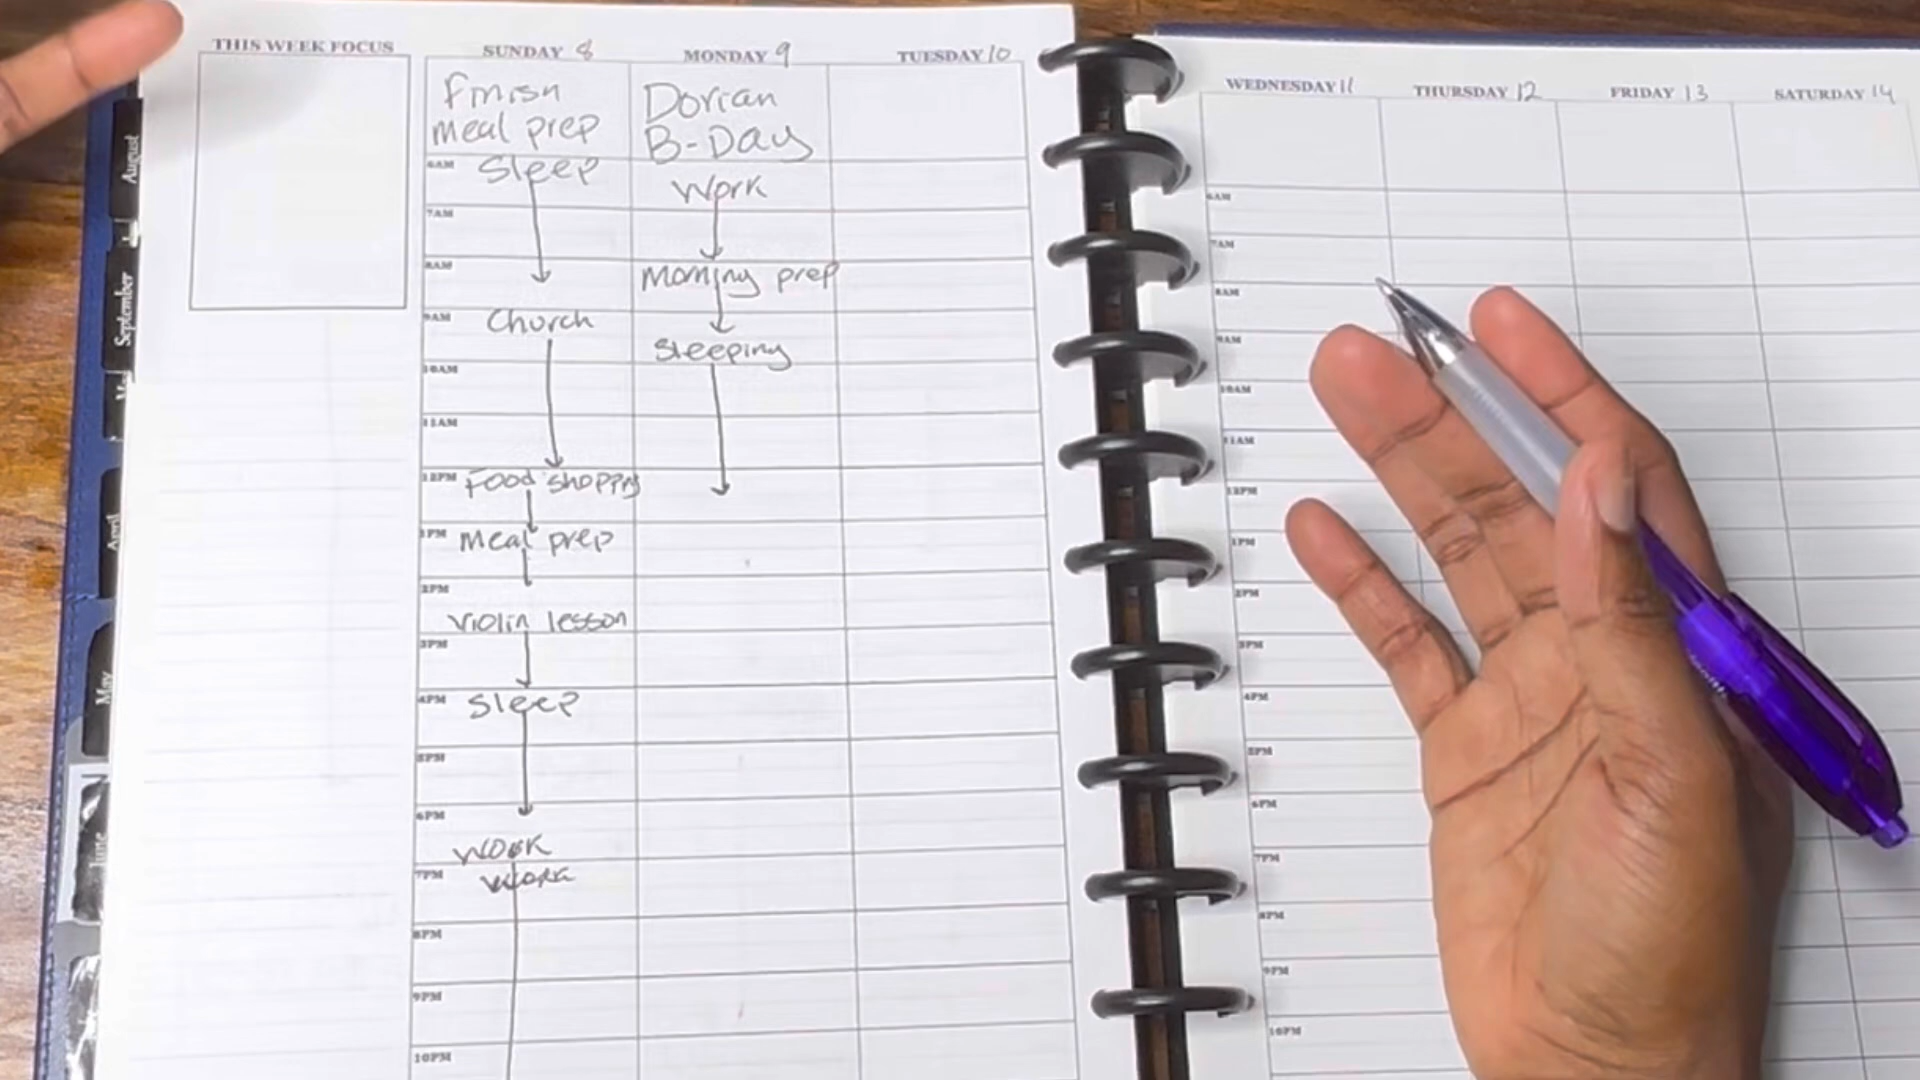 THIS WEEK FOCUS
SUNDAY 8
MONDAY 9
TUESDAY 10
WEDNESDAY 11
THURSDAY 12
FRIDAY 13
SATURDAY 14
Finish
meal prep
Dorian
B-Day
6AM
Sleep
Work
7AM
8AM
Morning prep
9AM
Church
Sleeping
10AM
11AM
12PM
Food shopping
1PM
meal prep
2PM
violin lesson
3PM
4PM
Sleep
5PM
6PM
work
7PM
work
8PM
9PM
10PM
6AM
7AM
8AM
9AM
10AM
11AM
12PM
1PM
2PM
3PM
4PM
5PM
6PM
7PM
8PM
9PM
10PM
August
September
April
May
June